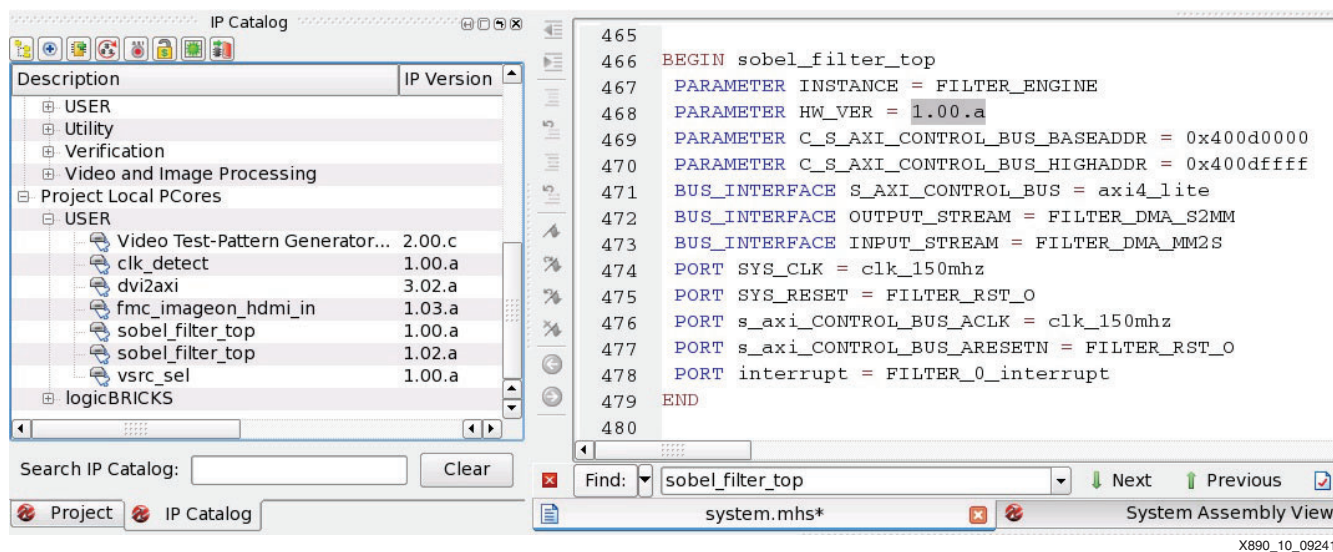 IP Catalog
Description IP Version
USER
Utility
Verification
Video and Image Processing
Project Local PCores
USER
Video Test-Pattern Generator... 2.00.c
clk_detect 1.00.a
dvi2axi 3.02.a
fmc_imageon_hdmi_in 1.03.a
sobel_filter_top 1.00.a
sobel_filter_top 1.02.a
vsrc_sel 1.00.a
logicBRICKS
Search IP Catalog: Clear
Project IP Catalog
465
466 BEGIN sobel_filter_top
467 PARAMETER INSTANCE = FILTER_ENGINE
468 PARAMETER HW_VER = 1.00.a
469 PARAMETER C_S_AXI_CONTROL_BUS_BASEADDR = 0x400d0000
470 PARAMETER C_S_AXI_CONTROL_BUS_HIGHADDR = 0x400dffff
471 BUS_INTERFACE S_AXI_CONTROL_BUS = axi4_lite
472 BUS_INTERFACE OUTPUT_STREAM = FILTER_DMA_S2MM
473 BUS_INTERFACE INPUT_STREAM = FILTER_DMA_MM2S
474 PORT SYS_CLK = clk_150mhz
475 PORT SYS_RESET = FILTER_RST_O
476 PORT s_axi_CONTROL_BUS_ACLK = clk_150mhz
477 PORT s_axi_CONTROL_BUS_ARESETN = FILTER_RST_O
478 PORT interrupt = FILTER_0_interrupt
479 END
480
Find: sobel_filter_top Next Previous
system.mhs* System Assembly View
X890_10_09241